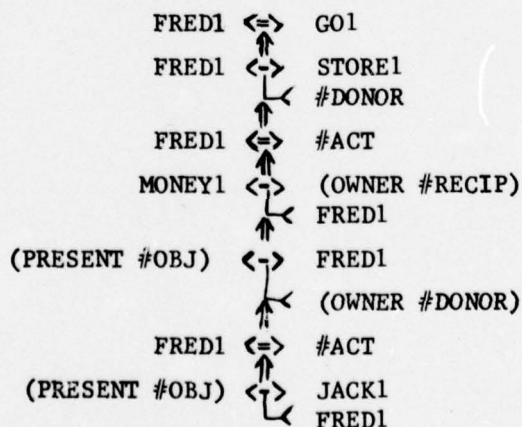 FRED1 <=> GO1
FRED1 <-> STORE1
#DONOR
FRED1 <=> #ACT
MONEY1 <-> (OWNER #RECIP)
FRED1
(PRESENT #OBJ) <-> FRED1
(OWNER #DONOR)
FRED1 <=> #ACT
(PRESENT #OBJ) <-> JACK1
FRED1